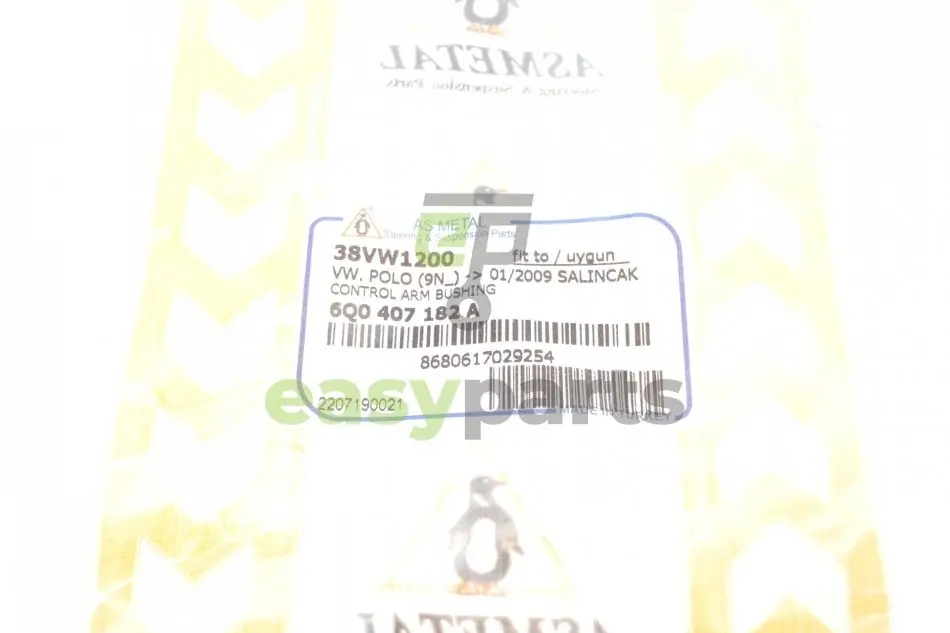 ASMETAL
Steering & Suspension Parts
AS METAL
Steering & Suspension Parts
38VW1200 fit to / uygun
VW. POLO (9N_) -> 01/2009 SALINCAK
CONTROL ARM BUSHING
6Q0 407 182 A
8680617029254
easyparts
2207190021
MADE IN TURKEY
ASMETAL